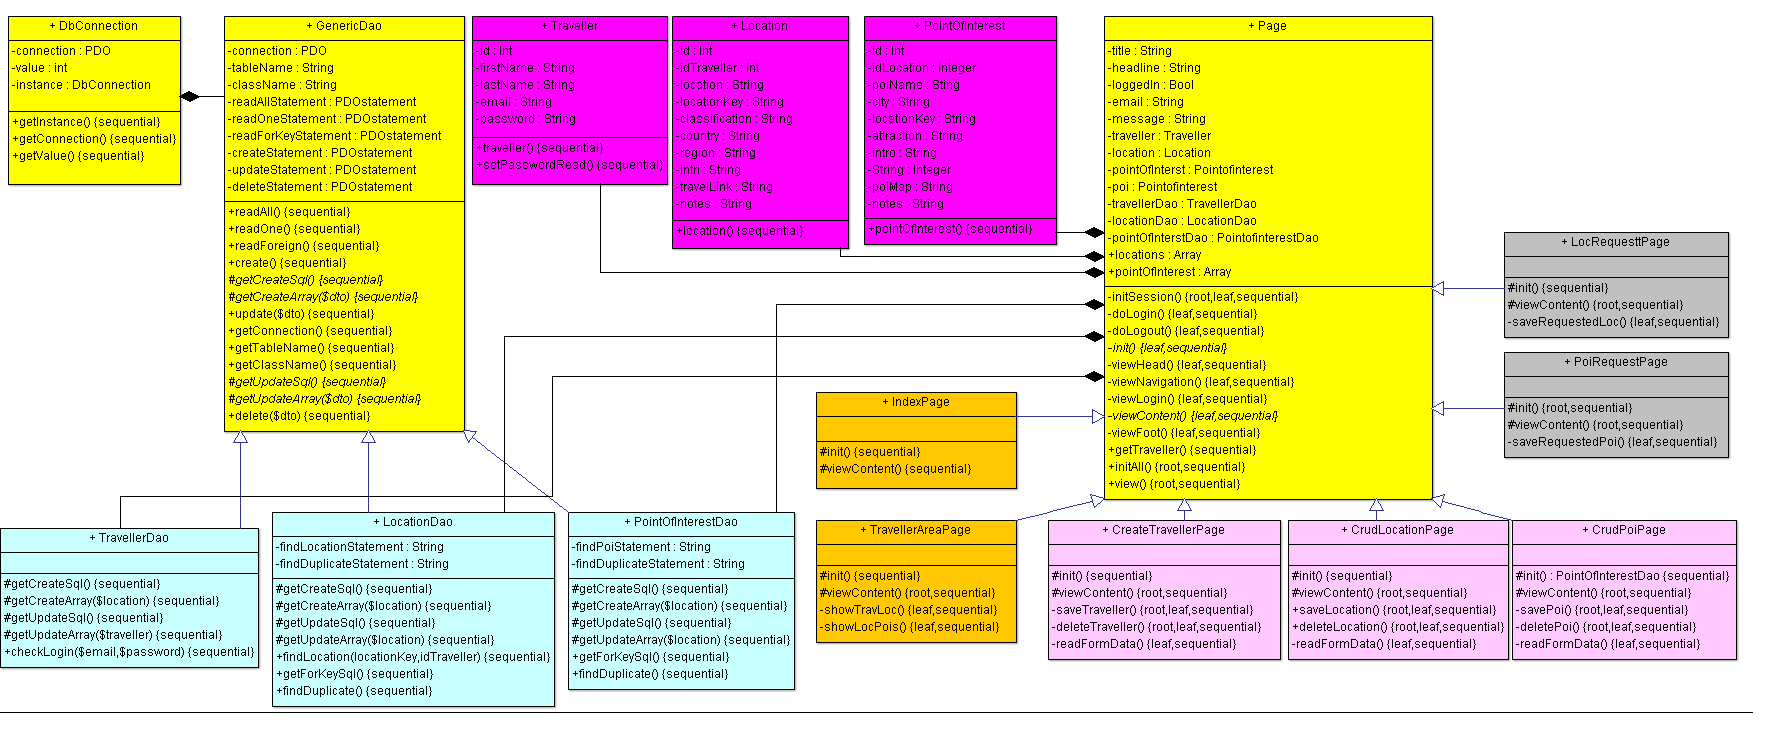 + DbConnection
-connection : PDO
-value : int
-instance : DbConnection
+getInstance() {sequential}
+getConnection() {sequential}
+getValue() {sequential}
+ GenericDao
-connection : PDO
-tableName : String
-className : String
-readAllStatement : PDOstatement
-readOneStatement : PDOstatement
-readForKeyStatement : PDOstatement
-createStatement : PDOstatement
-updateStatement : PDOstatement
-deleteStatement : PDOstatement
+readAll() {sequential}
+readOne() {sequential}
+readForeign() {sequential}
+create() {sequential}
#getCreateSql() {sequential}
#getCreateArray($dto) {sequential}
+update($dto) {sequential}
+getConnection() {sequential}
+getTableName() {sequential}
+getClassName() {sequential}
#getUpdateSql() {sequential}
#getUpdateArray($dto) {sequential}
+delete($dto) {sequential}
+ Traveller
-id : Int
-firstName : String
-lastName : String
-email : String
-password : String
+traveller() {sequential}
+setPasswordRead() {sequential}
+ Location
-id : Int
-idTraveller : Int
-location : String
-locationKey : String
-classification : String
-country : String
-region : String
-intri : String
-travelLink : String
-notes : String
+location() {sequential}
+ PointOfInterest
-id : Int
-idLocation : Integer
-poiName : String
-city : String
-locationKey : String
-attraction : String
-intro : String
-String : Integer
-poiMap : String
-notes : String
+pointOfInterest() {sequential}
+ Page
-title : String
-headline : String
-loggedIn : Bool
-email : String
-message : String
-traveller : Traveller
-location : Location
-pointOfInterst : Pointofinterest
-poi : Pointofinterest
-travellerDao : TravellerDao
-locationDao : LocationDao
-pointOfInterstDao : PointofinterestDao
+locations : Array
+pointOfInterest : Array
-initSession() {root,leaf,sequential}
-doLogin() {leaf,sequential}
-doLogout() {leaf,sequential}
-init() {leaf,sequential}
-viewHead() {leaf,sequential}
-viewNavigation() {leaf,sequential}
-viewLogin() {leaf,sequential}
-viewContent() {leaf,sequential}
-viewFoot() {leaf,sequential}
+getTraveller() {sequential}
+initAll() {root,sequential}
+view() {root,sequential}
+ LocRequesttPage
#init() {sequential}
#viewContent() {root,sequential}
-saveRequestedLoc() {leaf,sequential}
+ PoiRequestPage
#init() {root,sequential}
#viewContent() {root,sequential}
-saveRequestedPoi() {leaf,sequential}
+ IndexPage
#init() {sequential}
#viewContent() {sequential}
+ TravellerDao
#getCreateSql() {sequential}
#getCreateArray($location) {sequential}
#getUpdateSql() {sequential}
#getUpdateArray($traveller) {sequential}
+checkLogin($email,$password) {sequential}
+ LocationDao
-findLocationStatement : String
-findDuplicateStatement : String
#getCreateSql() {sequential}
#getCreateArray($location) {sequential}
#getUpdateSql() {sequential}
#getUpdateArray($location) {sequential}
+findLocation(locationKey,idTraveller) {sequential}
+getForKeySql() {sequential}
+findDuplicate() {sequential}
+ PointOfInterestDao
-findPoiStatement : String
-findDuplicateStatement : String
#getCreateSql() {sequential}
#getCreateArray($location) {sequential}
#getUpdateSql() {sequential}
#getUpdateArray($location) {sequential}
+getForKeySql() {sequential}
+findDuplicate() {sequential}
+ TravellerAreaPage
#init() {sequential}
#viewContent() {root,sequential}
-showTravLoc() {leaf,sequential}
-showLocPois() {leaf,sequential}
+ CreateTravellerPage
#init() {sequential}
#viewContent() {root,sequential}
-saveTraveller() {root,leaf,sequential}
-deleteTraveller() {root,leaf,sequential}
-readFormData() {leaf,sequential}
+ CrudLocationPage
#init() {sequential}
#viewContent() {root,sequential}
+saveLocation() {root,leaf,sequential}
+deleteLocation() {root,leaf,sequential}
-readFormData() {leaf,sequential}
+ CrudPoiPage
#init() : PointOfInterestDao {sequential}
#viewContent() {root,sequential}
-savePoi() {root,leaf,sequential}
-deletePoi() {root,leaf,sequential}
-readFormData() {leaf,sequential}